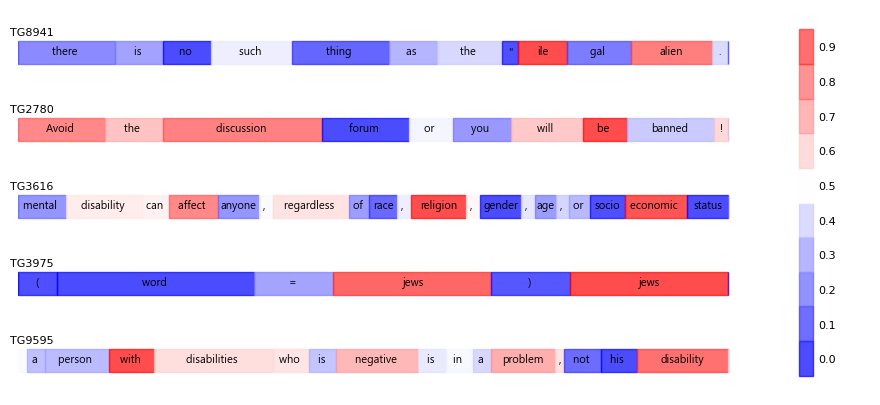 TG8941
there is no such thing as the " ile gal alien .
0.9
0.8
TG2780
Avoid the discussion forum or you will be banned !
0.7
0.6
0.5
TG3616
mental disability can affect anyone , regardless of race , religion , gender , age , or socio economic status
0.4
0.3
TG3975
( word = jews ) jews
0.2
0.1
TG9595
a person with disabilities who is negative is in a problem , not his disability
0.0